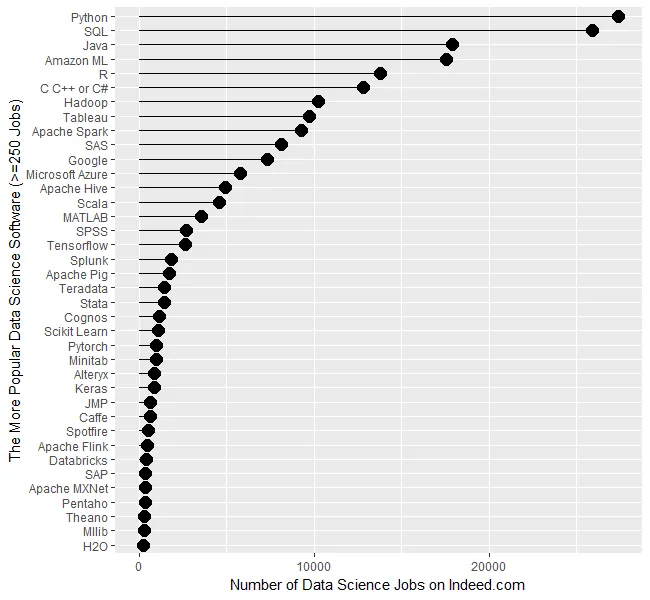 The More Popular Data Science Software (>=250 Jobs)
Python
SQL
Java
Amazon ML
R
C C++ or C#
Hadoop
Tableau
Apache Spark
SAS
Google
Microsoft Azure
Apache Hive
Scala
MATLAB
SPSS
Tensorflow
Splunk
Apache Pig
Teradata
Stata
Cognos
Scikit Learn
Pytorch
Minitab
Alteryx
Keras
JMP
Caffe
Spotfire
Apache Flink
Databricks
SAP
Apache MXNet
Pentaho
Theano
Mllib
H2O
0 10000 20000
Number of Data Science Jobs on Indeed.com